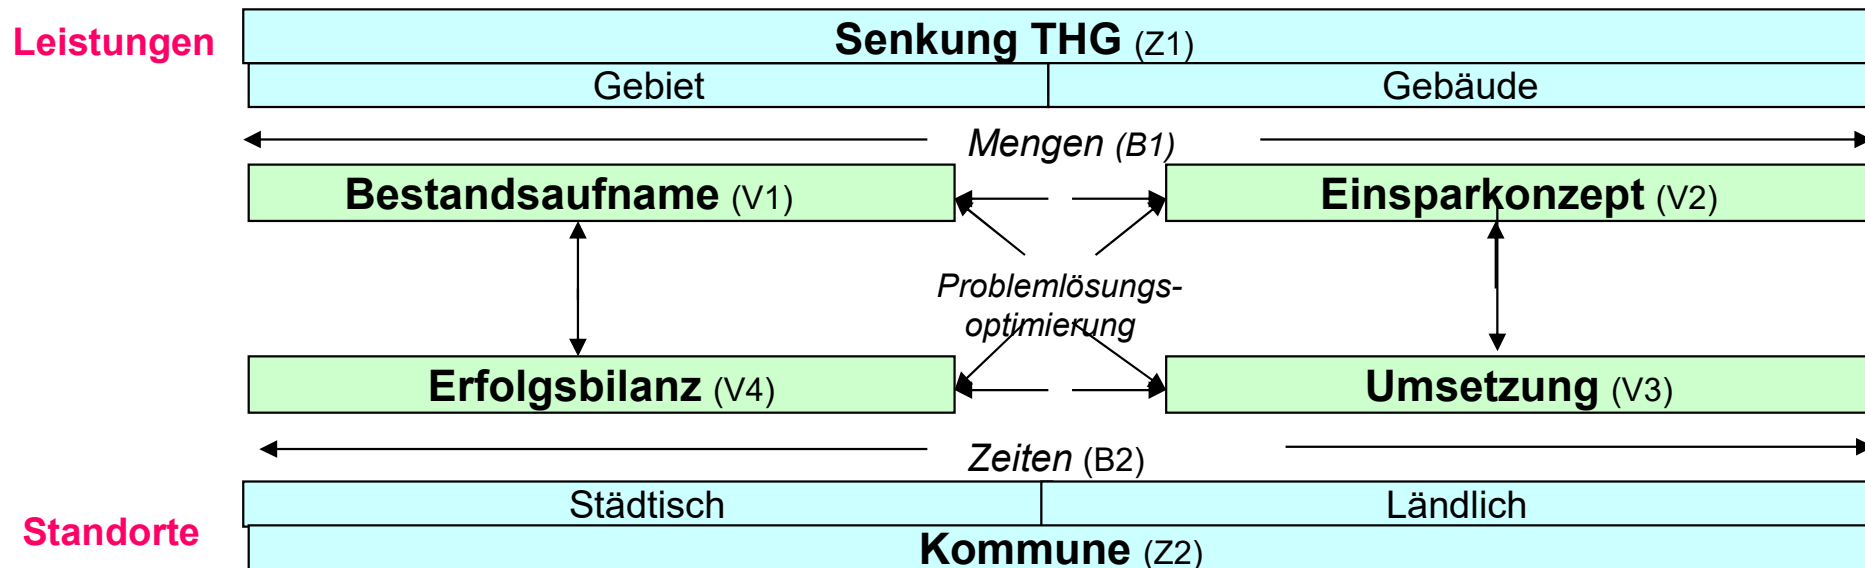 Leistungen
Senkung THG (Z1)
Gebiet
Gebäude
Mengen (B1)
Bestandsaufname (V1)
Einsparkonzept (V2)
Problemlösungs-
optimierung
Erfolgsbilanz (V4)
Umsetzung (V3)
Zeiten (B2)
Städtisch
Ländlich
Standorte
Kommune (Z2)